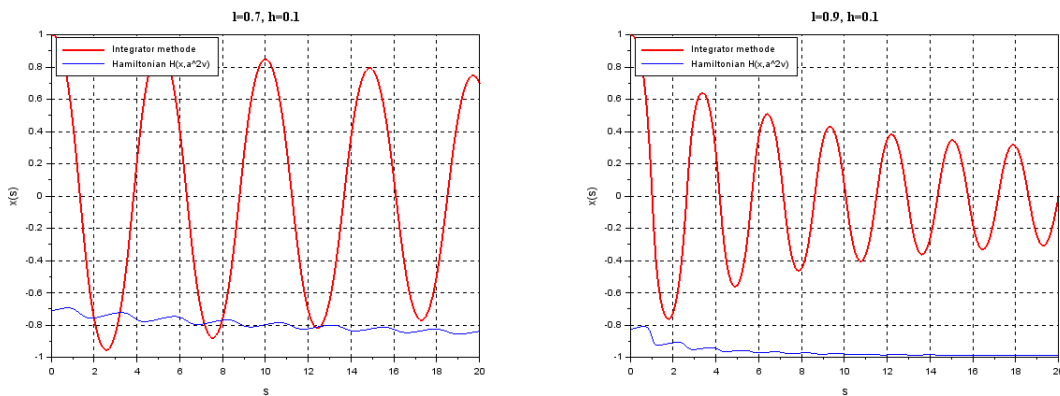 l=0.7, h=0.1
Integrator methode
Hamiltonian H(x,a^2v)
x(s)
1
0.8
0.6
0.4
0.2
0
-0.2
-0.4
-0.6
-0.8
-1
0 2 4 6 8 10 12 14 16 18 20
s
l=0.9, h=0.1
Integrator methode
Hamiltonian H(x,a^2v)
x(s)
1
0.8
0.6
0.4
0.2
0
-0.2
-0.4
-0.6
-0.8
-1
0 2 4 6 8 10 12 14 16 18 20
s